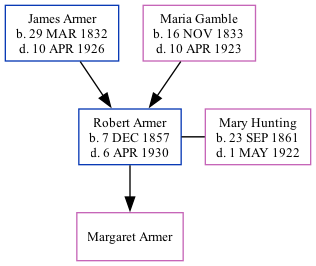 James Armer
b. 29 MAR 1832
d. 10 APR 1926
Maria Gamble
b. 16 NOV 1833
d. 10 APR 1923
Robert Armer
b. 7 DEC 1857
d. 6 APR 1930
Mary Hunting
b. 23 SEP 1861
d. 1 MAY 1922
Margaret Armer